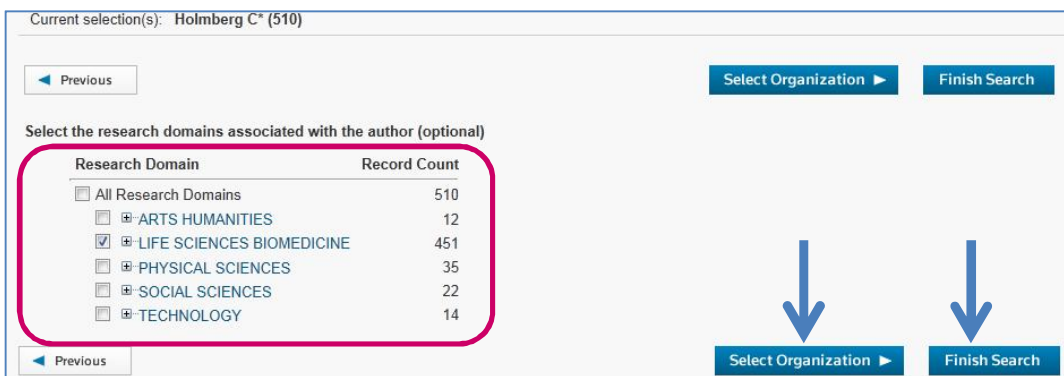 Current selection(s): Holmberg C* (510)
Previous Select Organization Finish Search
Select the research domains associated with the author (optional)
Research Domain Record Count
All Research Domains 510
ARTS HUMANITIES 12
LIFE SCIENCES BIOMEDICINE 451
PHYSICAL SCIENCES 35
SOCIAL SCIENCES 22
TECHNOLOGY 14
Previous Select Organization Finish Search